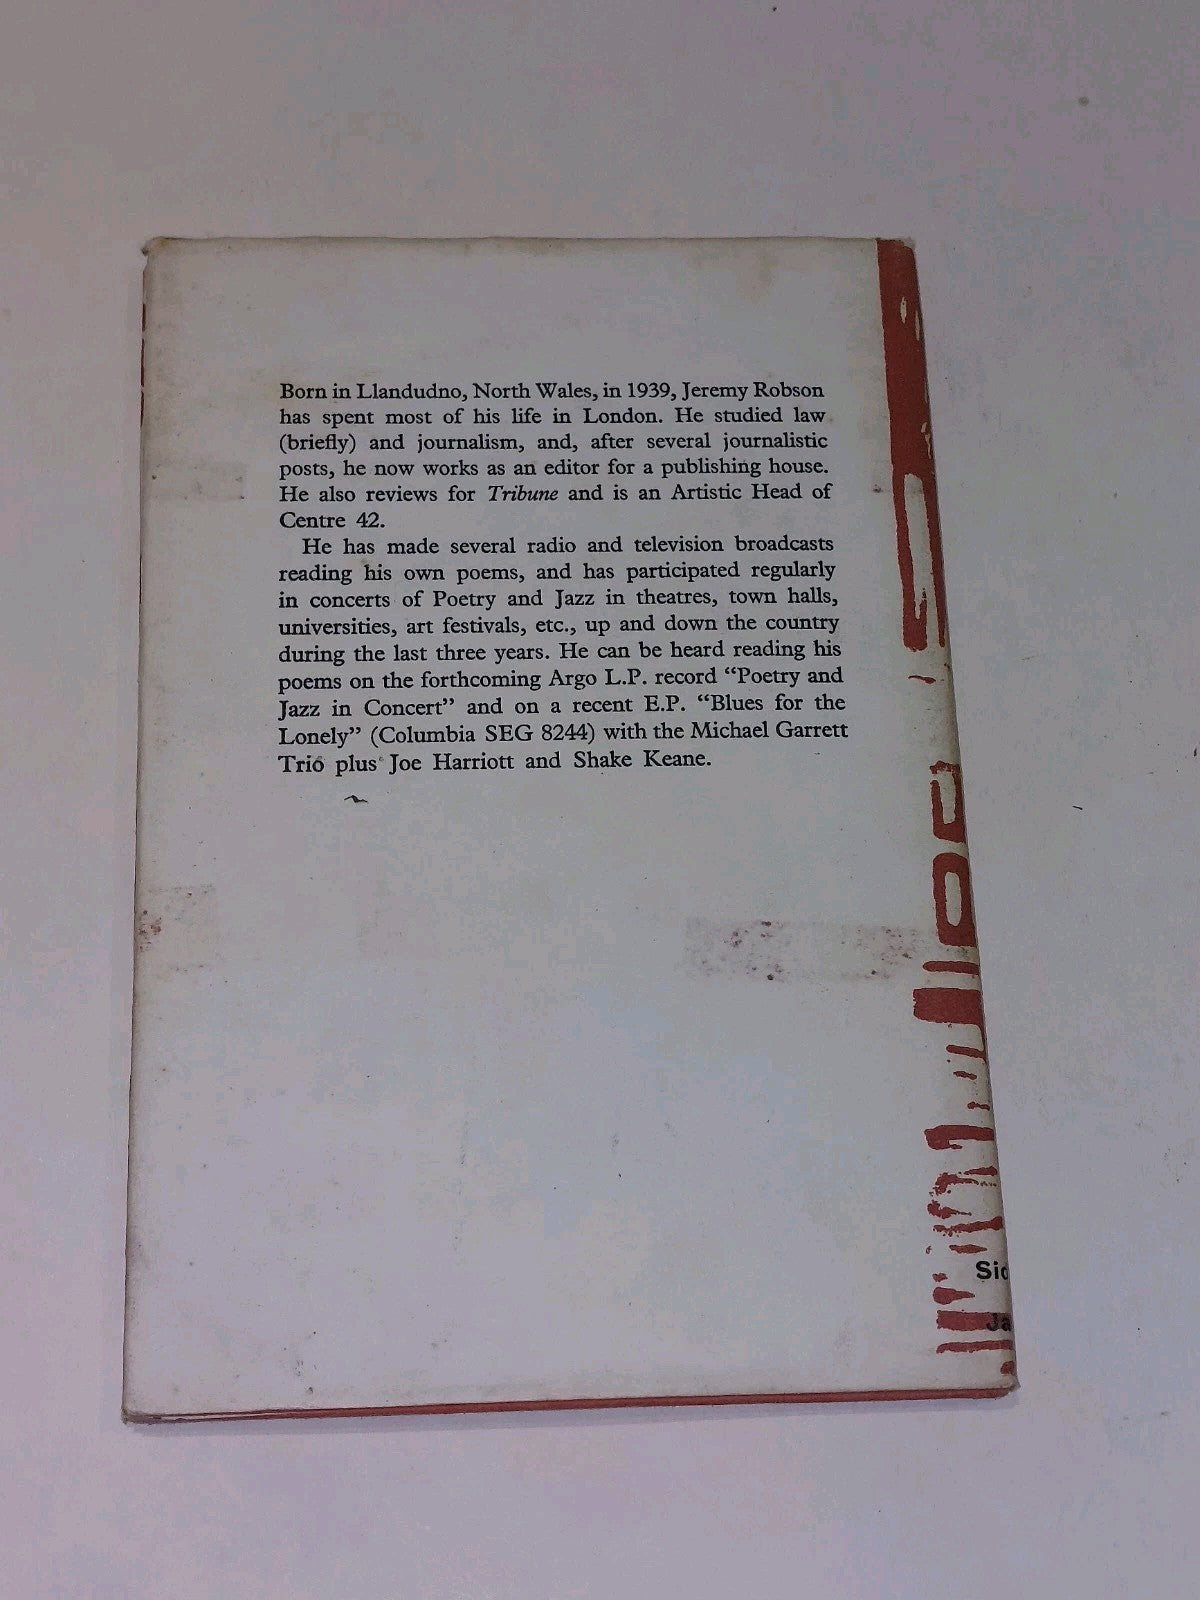 Born in Llandudno, North Wales, in 1939, Jeremy Robson
has spent most of his life in London. He studied law
(briefly) and journalism, and, after several journalistic
posts, he now works as an editor for a publishing house.
He also reviews for Tribune and is an Artistic Head of
Centre 42.
He has made several radio and television broadcasts
reading his own poems, and has participated regularly
in concerts of Poetry and Jazz in theatres, town halls,
universities, art festivals, etc., up and down the country
during the last three years. He can be heard reading his
poems on the forthcoming Argo L.P. record “Poetry and
Jazz in Concert” and on a recent E.P. “Blues for the
Lonely” (Columbia SEG 8244) with the Michael Garrett
Trio plus Joe Harriott and Shake Keane.